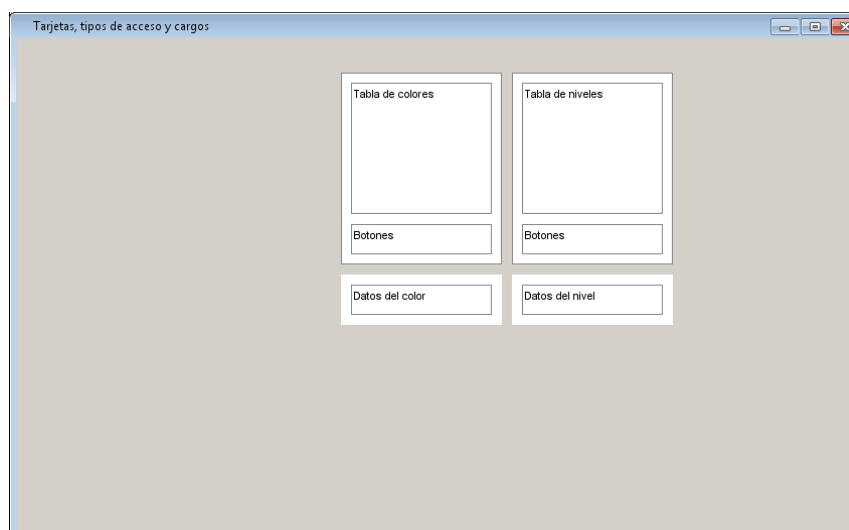 Tarjetas, tipos de acceso y cargos
Tabla de colores
Tabla de niveles
Botones
Botones
Datos del color
Datos del nivel